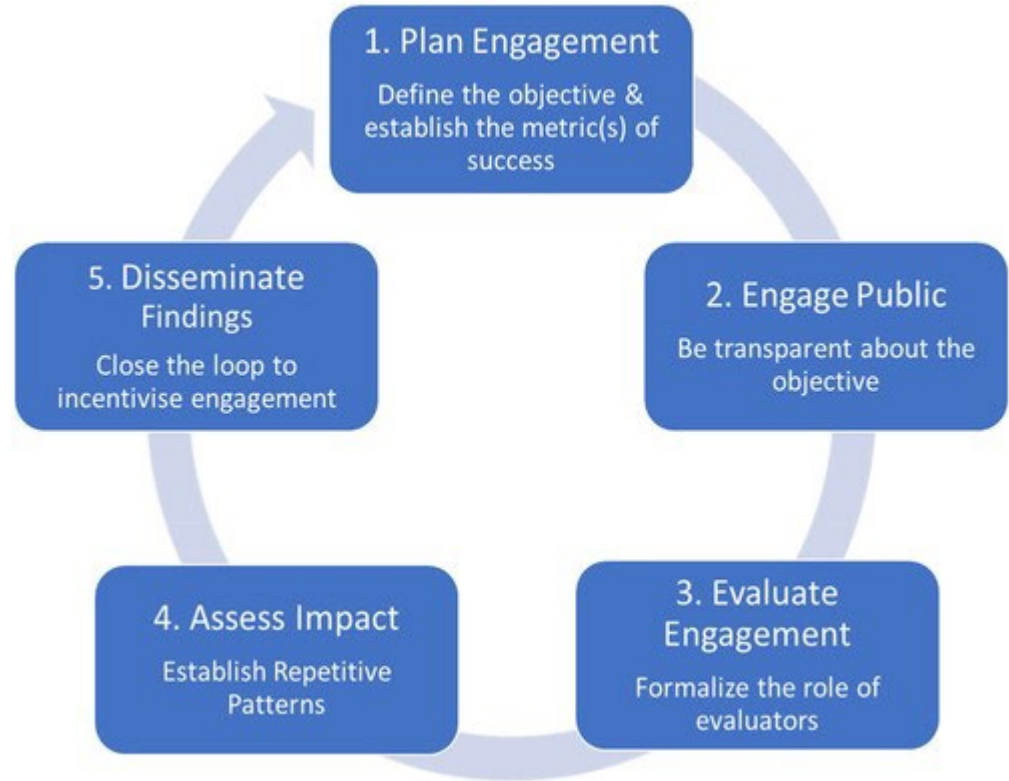 1. Plan Engagement
Define the objective &
establish the metric(s) of
success
2. Engage Public
Be transparent about the
objective
3. Evaluate
Engagement
Formalize the role of
evaluators
4. Assess Impact
Establish Repetitive
Patterns
5. Disseminate
Findings
Close the loop to
incentivise engagement